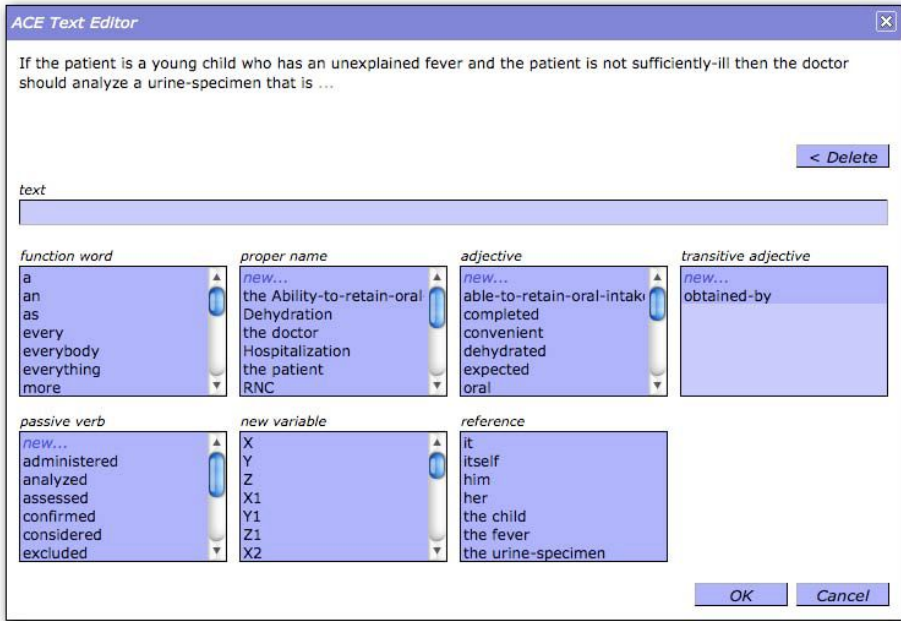 ACE Text Editor
If the patient is a young child who has an unexplained fever and the patient is not sufficiently-ill then the doctor
should analyze a urine-specimen that is ...
< Delete
text
function word
a
an
as
every
everybody
everything
more
proper name
new...
the Ability-to-retain-oral-
Dehydration
the doctor
Hospitalization
the patient
RNC
adjective
new...
able-to-retain-oral-intak
completed
convenient
dehydrated
expected
oral
transitive adjective
new...
obtained-by
passive verb
new...
administered
analyzed
assessed
confirmed
considered
excluded
new variable
X
Y
Z
X1
Y1
Z1
X2
reference
it
itself
him
her
the child
the fever
the urine-specimen
OK
Cancel